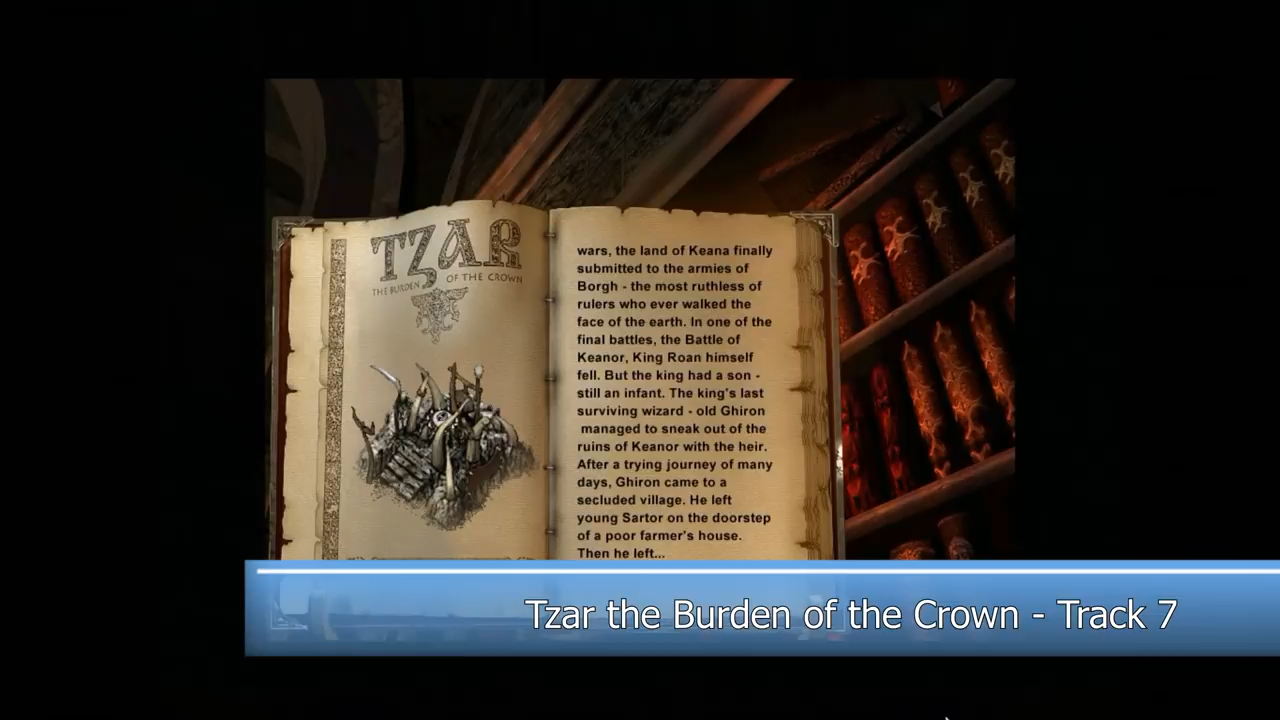 TZAR
THE BURDEN OF THE CROWN
wars, the land of Keana finally
submitted to the armies of
Borgh - the most ruthless of
rulers who ever walked the
face of the earth. In one of the
final battles, the Battle of
Keanor, King Roan himself
fell. But the king had a son -
still an infant. The king's last
surviving wizard - old Ghiron
managed to sneak out of the
ruins of Keanor with the heir.
After a trying journey of many
days, Ghiron came to a
secluded village. He left
young Sartor on the doorstep
of a poor farmer's house.
Then he left...
Tzar the Burden of the Crown - Track 7